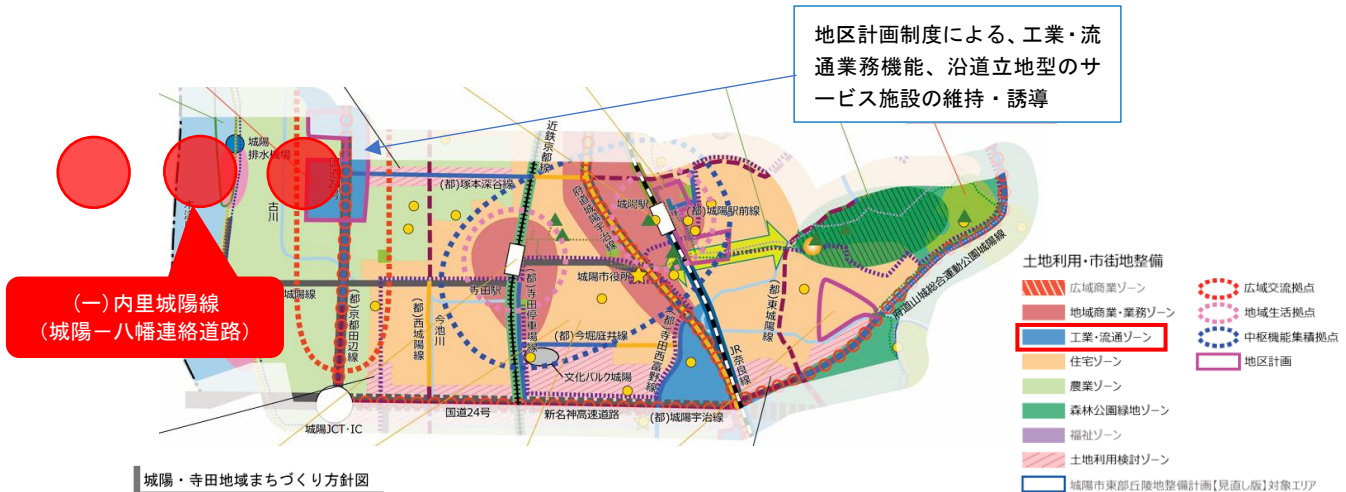 地区計画制度による、工業・流
通業務機能、沿道立地型のサ
ービス施設の維持・誘導
城陽
排水機場
古川
(都)塚本深谷線
近鉄京都線
府道城陽宇治線
城陽駅
(都)城陽駅前線
城陽市役所
寺田駅
城陽線
(一)内里城陽線
(城陽－八幡連絡道路)
(都)京都田辺線
(都)西城陽線
今池川
(都)寺田停車場線
(都)今堀庭井線
(都)寺田西富野線
JR奈良線
(都)東城陽線
府道山城総合運動公園城陽線
文化パルク城陽
国道24号
新名神高速道路
(都)城陽宇治線
城陽JCT・IC
城陽・寺田地域まちづくり方針図
土地利用・市街地整備
広域商業ゾーン
地域商業・業務ゾーン
工業・流通ゾーン
住宅ゾーン
農業ゾーン
森林公園緑地ゾーン
福祉ゾーン
土地利用検討ゾーン
城陽市東部丘陵地整備計画【見直し版】対象エリア
広域交流拠点
地域生活拠点
中枢機能集積拠点
地区計画